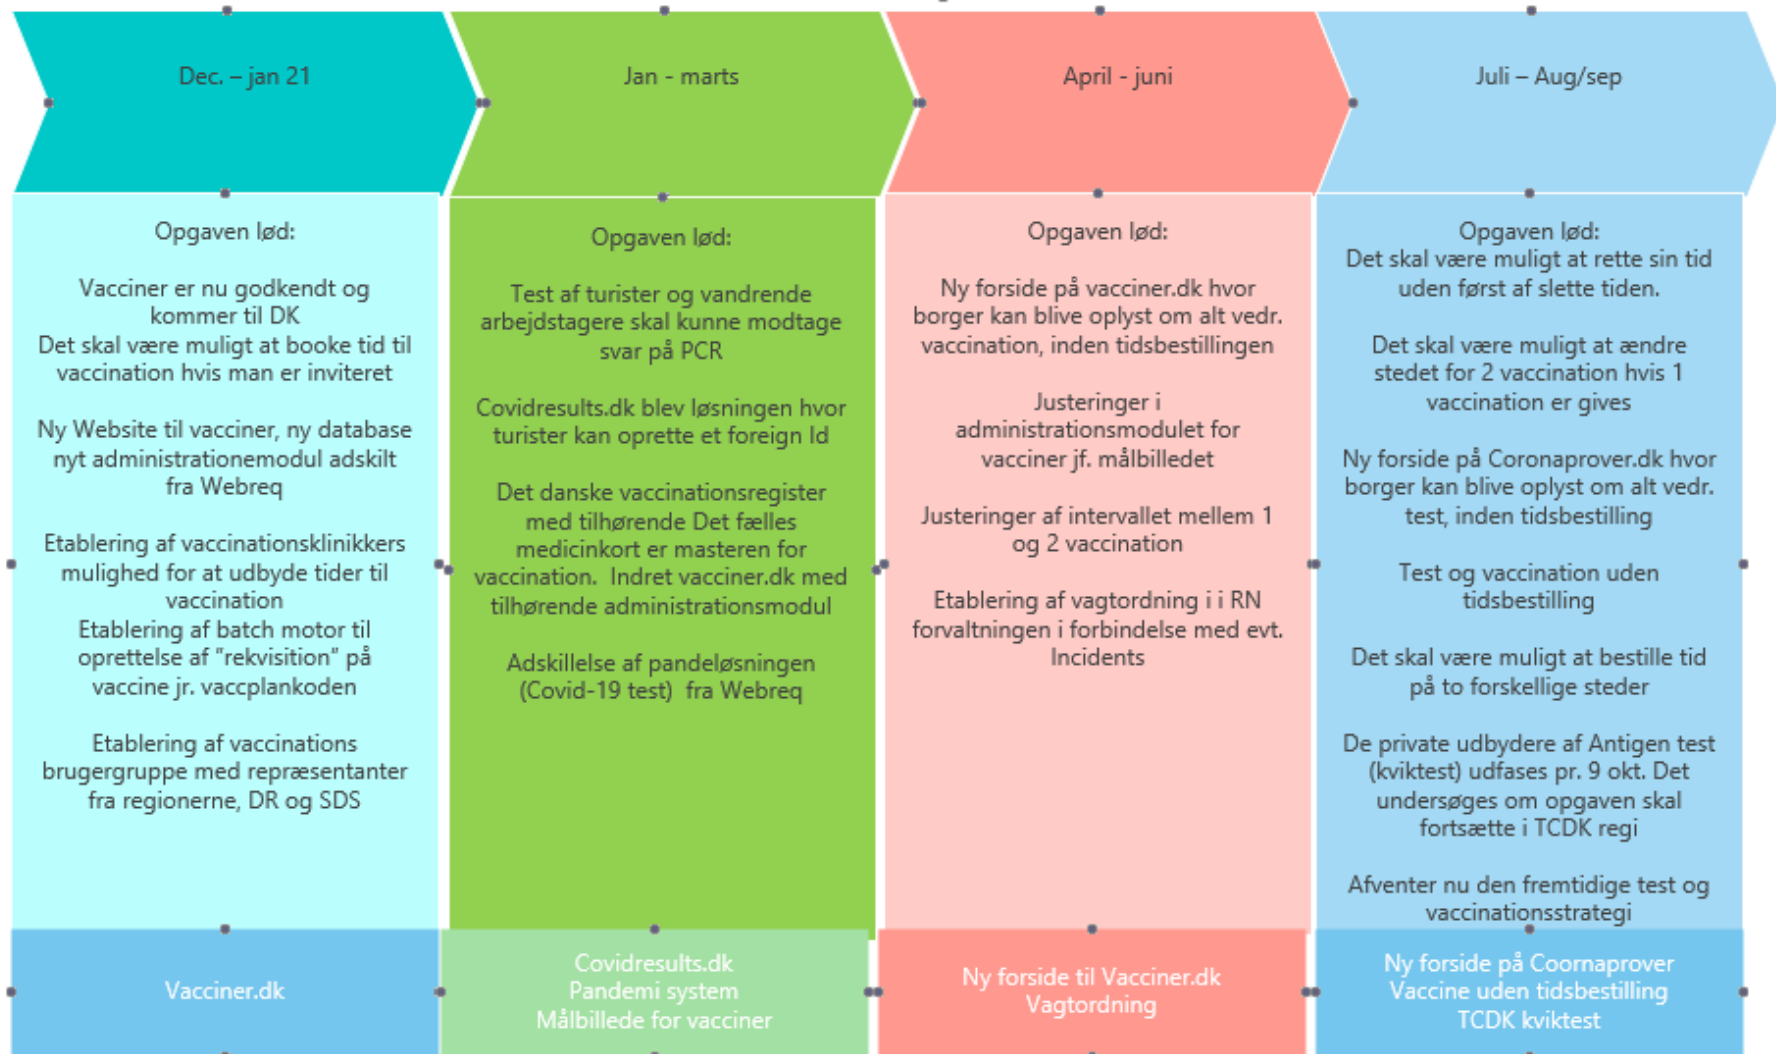 Dec. – jan 21
Opgaven lød:
Vacciner er nu godkendt og
kommer til DK
Det skal være muligt at booke tid til
vaccination hvis man er inviteret
Ny Website til vacciner, ny database
nyt administrationemodul adskilt
fra Webreq
Etablering af vaccinationsklinikkers
mulighed for at udbyde tider til
vaccination
Etablering af batch motor til
oprettelse af "rekvisition" på
vaccine jr. vaccplankoden
Etablering af vaccinations
brugergruppe med repræsentanter
fra regionerne, DR og SDS
Vacciner.dk
Jan - marts
Opgaven lød:
Test af turister og vandrende
arbejdstagere skal kunne modtage
svar på PCR
Covidresults.dk blev løsningen hvor
turister kan oprette et foreign Id
Det danske vaccinationsregister
med tilhørende Det fælles
medicinkort er masteren for
vaccination.  Indret vacciner.dk med
tilhørende administrationsmodul
Adskillelse af pandeløsningen
(Covid-19 test)  fra Webreq
Covidresults.dk
Pandemi system
Målbillede for vacciner
April - juni
Opgaven lød:
Ny forside på vacciner.dk hvor
borger kan blive oplyst om alt vedr.
vaccination, inden tidsbestillingen
Justeringer i
administrationsmodulet for
vacciner jf. målbilledet
Justeringer af intervallet mellem 1
og 2 vaccination
Etablering af vagtordning i i RN
forvaltningen i forbindelse med evt.
Incidents
Ny forside til Vacciner.dk
Vagtordning
Juli – Aug/sep
Opgaven lød:
Det skal være muligt at rette sin tid
uden først af slette tiden.
Det skal være muligt at ændre
stedet for 2 vaccination hvis 1
vaccination er gives
Ny forside på Coronaprover.dk hvor
borger kan blive oplyst om alt vedr.
test, inden tidsbestilling
Test og vaccination uden
tidsbestilling
Det skal være muligt at bestille tid
på to forskellige steder
De private udbydere af Antigen test
(kviktest) udfases pr. 9 okt. Det
undersøges om opgaven skal
fortsætte i TCDK regi
Afventer nu den fremtidige test og
vaccinationsstrategi
Ny forside på Coornaprover
Vaccine uden tidsbestilling
TCDK kviktest